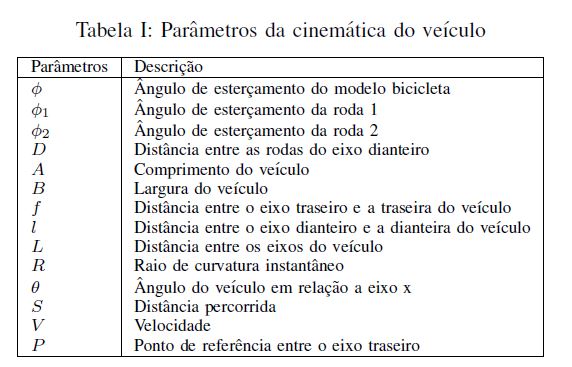 Tabela I: Parâmetros da cinemática do veículo
Parâmetros Descrição
ϕ Ângulo de esterçamento do modelo bicicleta
ϕ1 Ângulo de esterçamento da roda 1
ϕ2 Ângulo de esterçamento da roda 2
D Distância entre as rodas do eixo dianteiro
A Comprimento do veículo
B Largura do veículo
f Distância entre o eixo traseiro e a traseira do veículo
l Distância entre o eixo dianteiro e a dianteira do veículo
L Distância entre os eixos do veículo
R Raio de curvatura instantâneo
θ Ângulo do veículo em relação a eixo x
S Distância percorrida
V Velocidade
P Ponto de referência entre o eixo traseiro